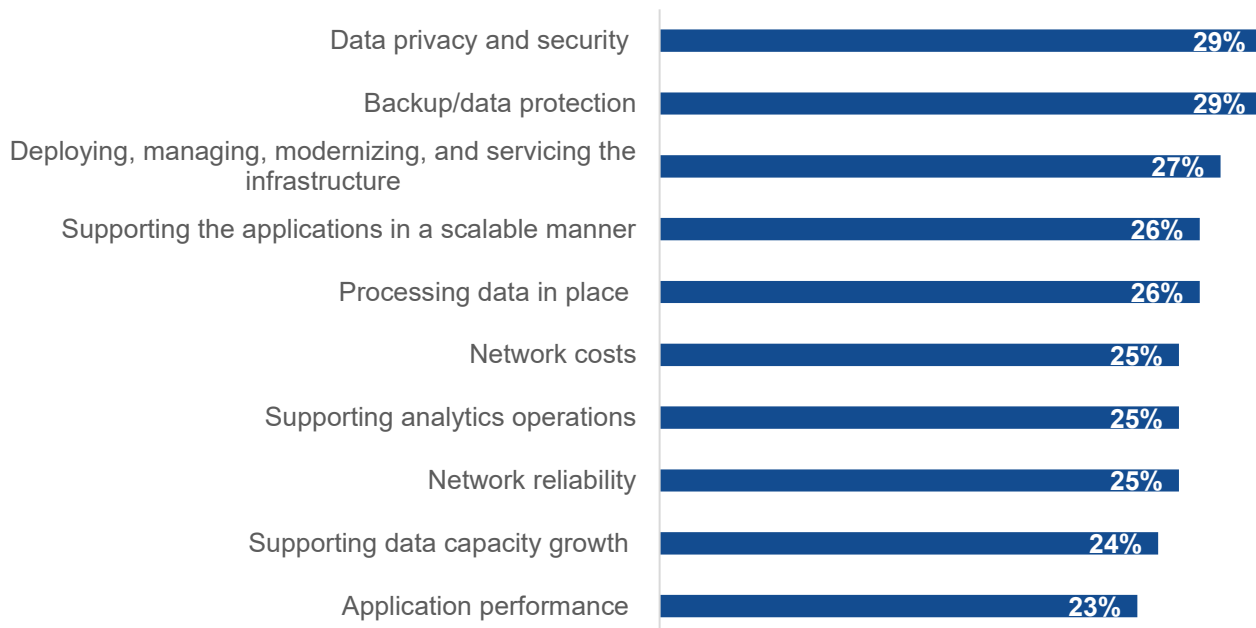 Data privacy and security 29%
Backup/data protection 29%
Deploying, managing, modernizing, and servicing the
infrastructure 27%
Supporting the applications in a scalable manner 26%
Processing data in place 26%
Network costs 25%
Supporting analytics operations 25%
Network reliability 25%
Supporting data capacity growth 24%
Application performance 23%